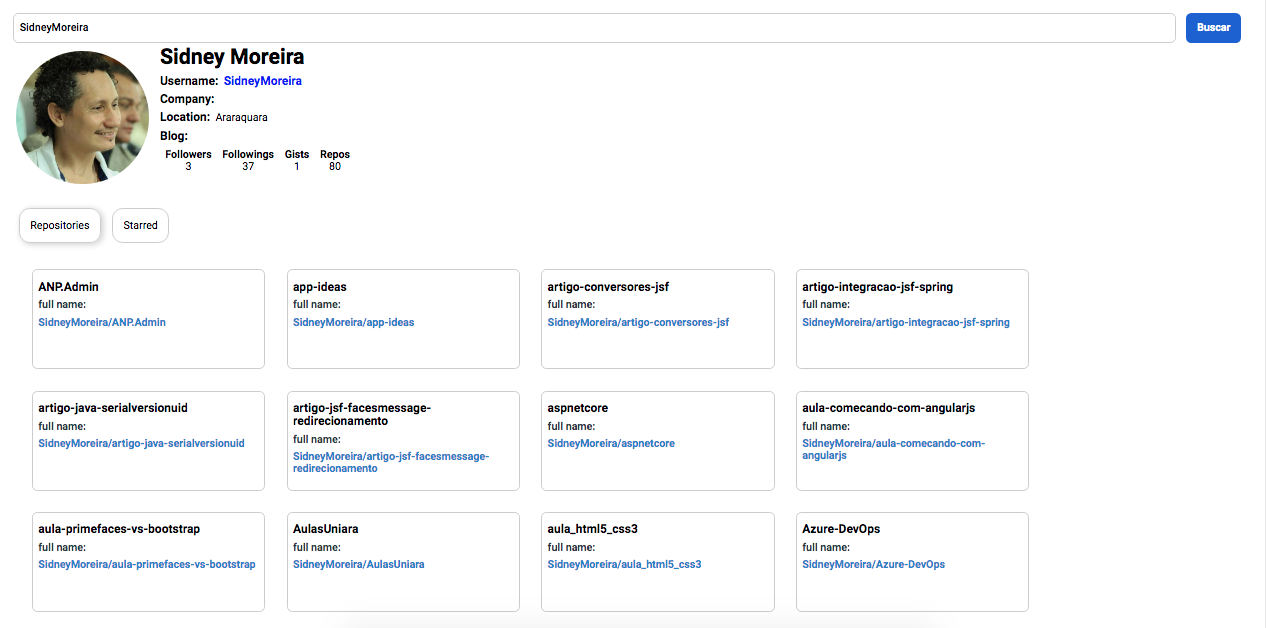 SidneyMoreira
Buscar
Sidney Moreira
Username: SidneyMoreira
Company:
Location: Araraquara
Blog:
Followers Followings Gists Repos
3 37 1 80
Repositories Starred
ANP.Admin
full name:
SidneyMoreira/ANP.Admin
app-ideas
full name:
SidneyMoreira/app-ideas
artigo-conversores-jsf
full name:
SidneyMoreira/artigo-conversores-jsf
artigo-integracao-jsf-spring
full name:
SidneyMoreira/artigo-integracao-jsf-spring
artigo-java-serialversionuid
full name:
SidneyMoreira/artigo-java-serialversionuid
artigo-jsf-facesmessage-
redirecionamento
full name:
SidneyMoreira/artigo-jsf-facesmessage-
redirecionamento
aspnetcore
full name:
SidneyMoreira/aspnetcore
aula-comecando-com-angularjs
full name:
SidneyMoreira/aula-comecando-com-
angularjs
aula-primefaces-vs-bootstrap
full name:
SidneyMoreira/aula-primefaces-vs-bootstrap
AulasUniara
full name:
SidneyMoreira/AulasUniara
aula_html5_css3
full name:
SidneyMoreira/aula_html5_css3
Azure-DevOps
full name:
SidneyMoreira/Azure-DevOps